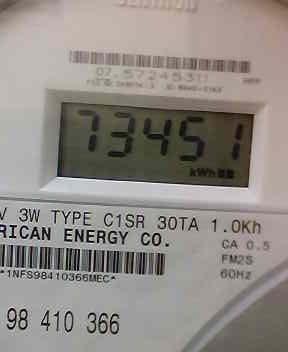 CENTRON
73451
kWh
V 3W TYPE C1SR 30TA 1.0Kh
RICAN ENERGY CO.
CA 0.5
FM2S
60Hz
*1NFS98410366MEC*
98 410 366